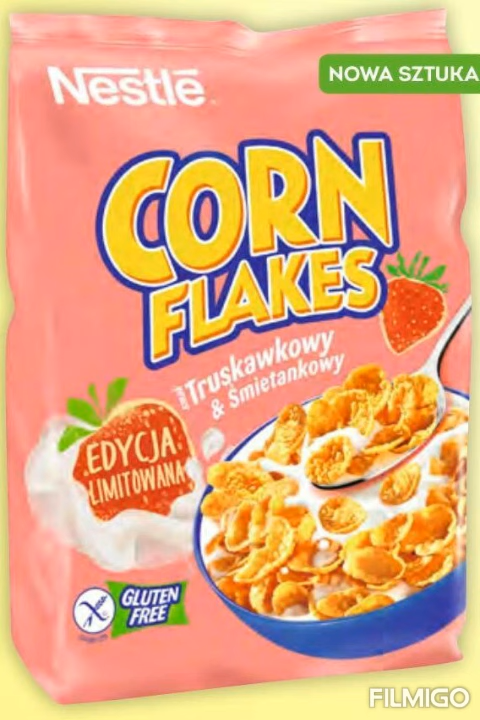 Nestlé
NOWA SZTUKA
CORN
FLAKES
Truskawkowy
& Śmietankowy
EDYCJA
LIMITOWANA
GLUTEN
FREE
FILMIGO